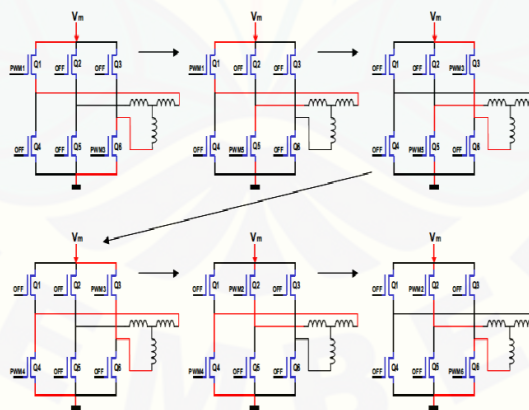 Vm
PWM1 Q1 OFF Q2 OFF Q3
OFF Q4 OFF Q5 PWM3 Q6
Vm
PWM1 Q1 OFF Q2 OFF Q3
OFF Q4 PWM5 Q5 OFF Q6
Vm
OFF Q1 OFF Q2 PWM3 Q3
OFF Q4 PWM5 Q5 OFF Q6
Vm
OFF Q1 OFF Q2 PWM3 Q3
PWM4 Q4 OFF Q5 OFF Q6
Vm
OFF Q1 PWM2 Q2 OFF Q3
PWM4 Q4 OFF Q5 OFF Q6
Vm
OFF Q1 PWM2 Q2 OFF Q3
OFF Q4 OFF Q5 PWM6 Q6